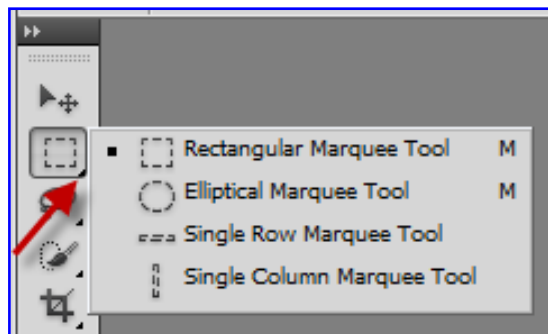 Rectangular Marquee Tool M
Elliptical Marquee Tool M
Single Row Marquee Tool
Single Column Marquee Tool